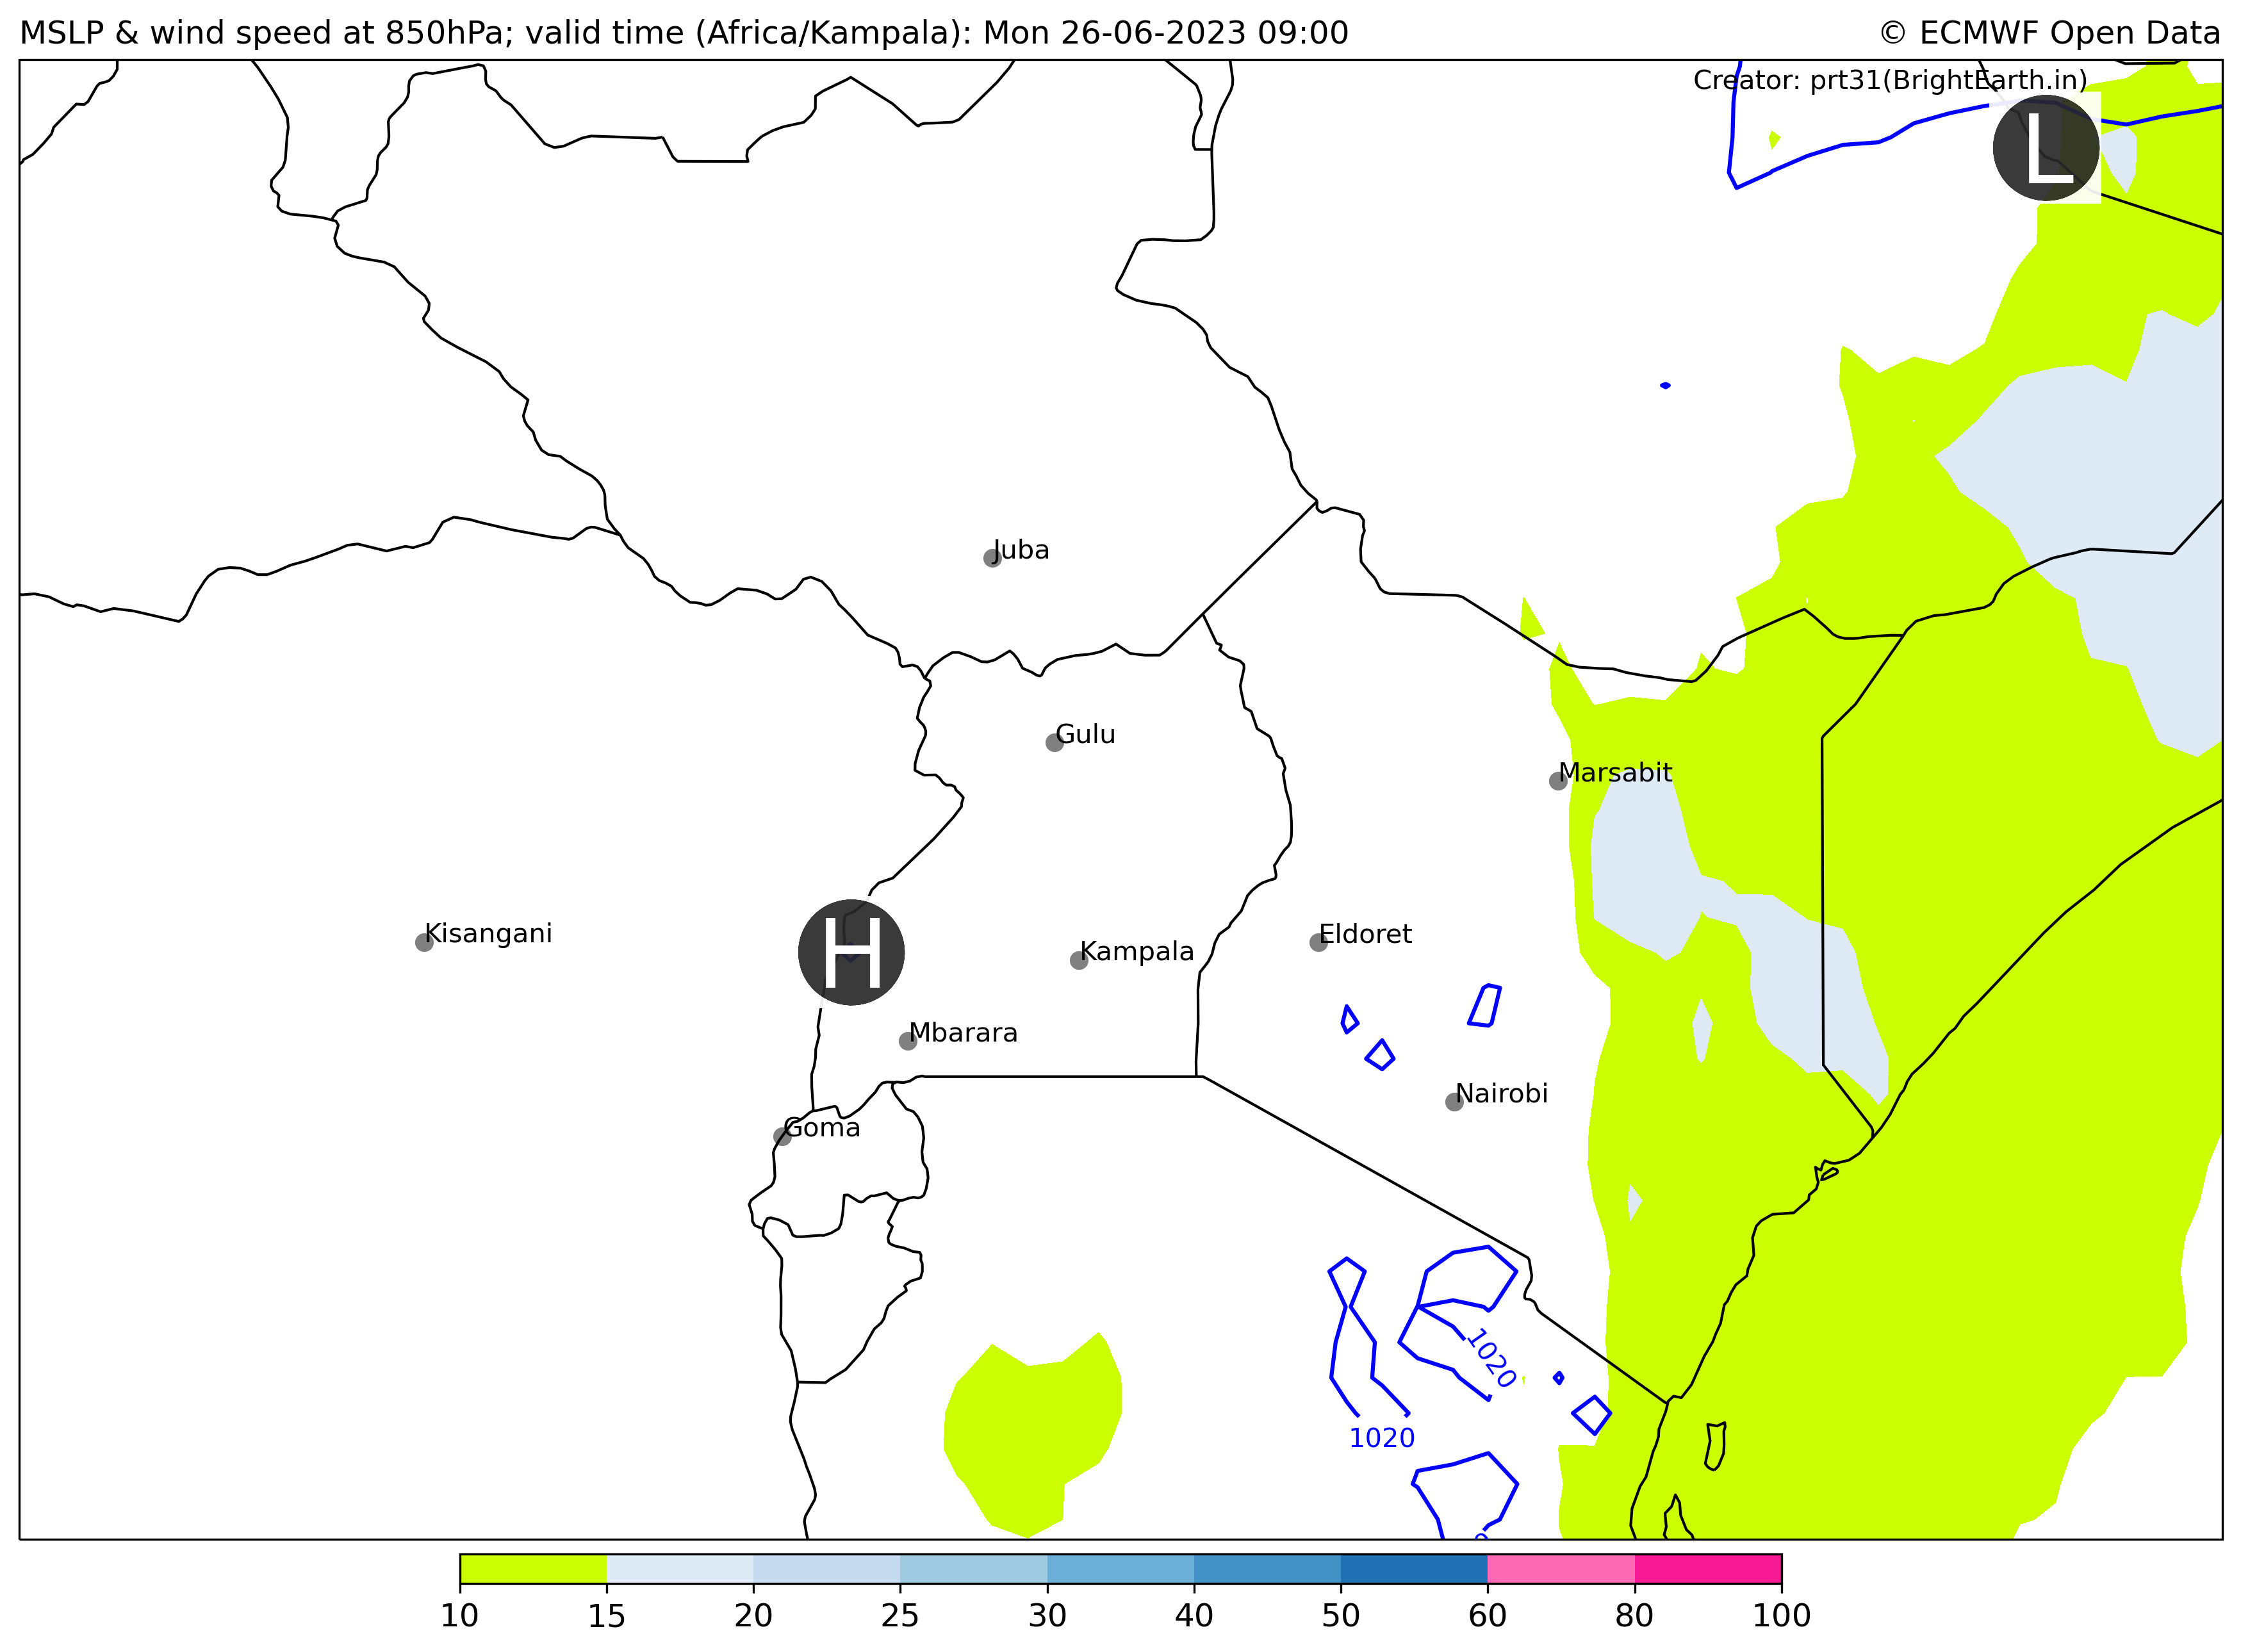 MSLP & wind speed at 850hPa; valid time (Africa/Kampala): Mon 26-06-2023 09:00
© ECMWF Open Data
Creator: prt31(BrightEarth.in)
L
Juba
Gulu
Marsabit
Kisangani
H
Kampala
Eldoret
Mbarara
Nairobi
Goma
1020
1020
10 15 20 25 30 40 50 60 80 100